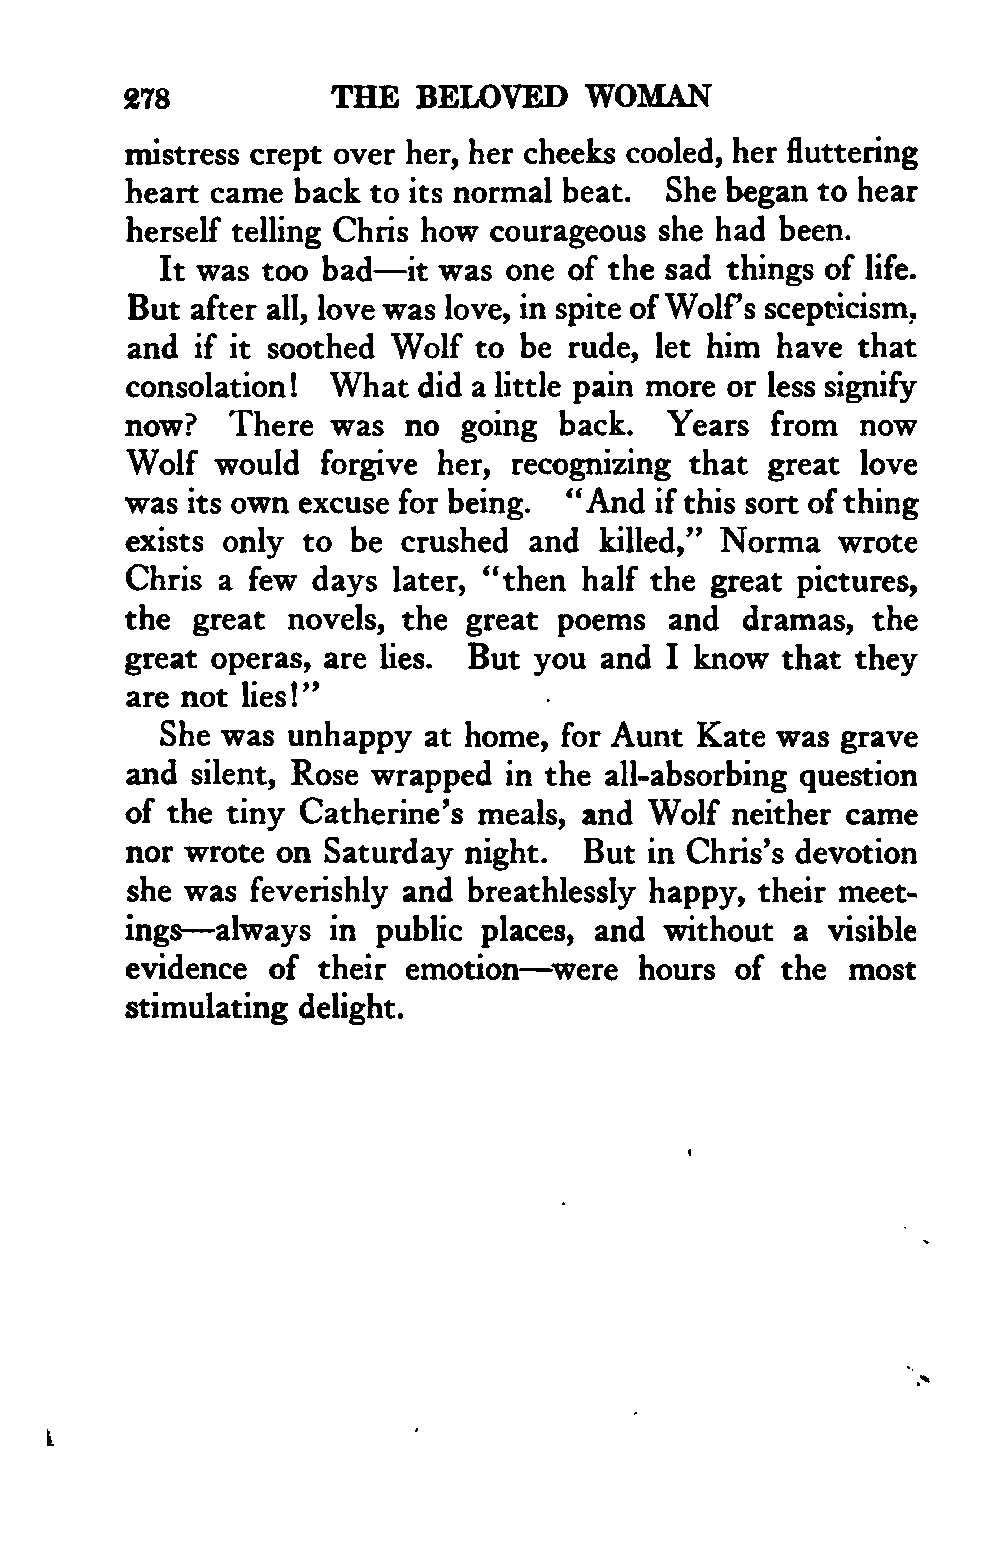 278 THE BELOVED WOMAN
mistress crept over her, her cheeks cooled, her fluttering
heart came back to its normal beat. She began to hear
herself telling Chris how courageous she had been.
It was too bad—it was one of the sad things of life.
But after all, love was love, in spite of Wolf's scepticism,
and if it soothed Wolf to be rude, let him have that
consolation! What did a little pain more or less signify
now? There was no going back. Years from now
Wolf would forgive her, recognizing that great love
was its own excuse for being. "And if this sort of thing
exists only to be crushed and killed," Norma wrote
Chris a few days later, "then half the great pictures,
the great novels, the great poems and dramas, the
great operas, are lies. But you and I know that they
are not lies!"
She was unhappy at home, for Aunt Kate was grave
and silent, Rose wrapped in the all-absorbing question
of the tiny Catherine's meals, and Wolf neither came
nor wrote on Saturday night. But in Chris's devotion
she was feverishly and breathlessly happy, their meet-
ings—always in public places, and without a visible
evidence of their emotion—were hours of the most
stimulating delight.